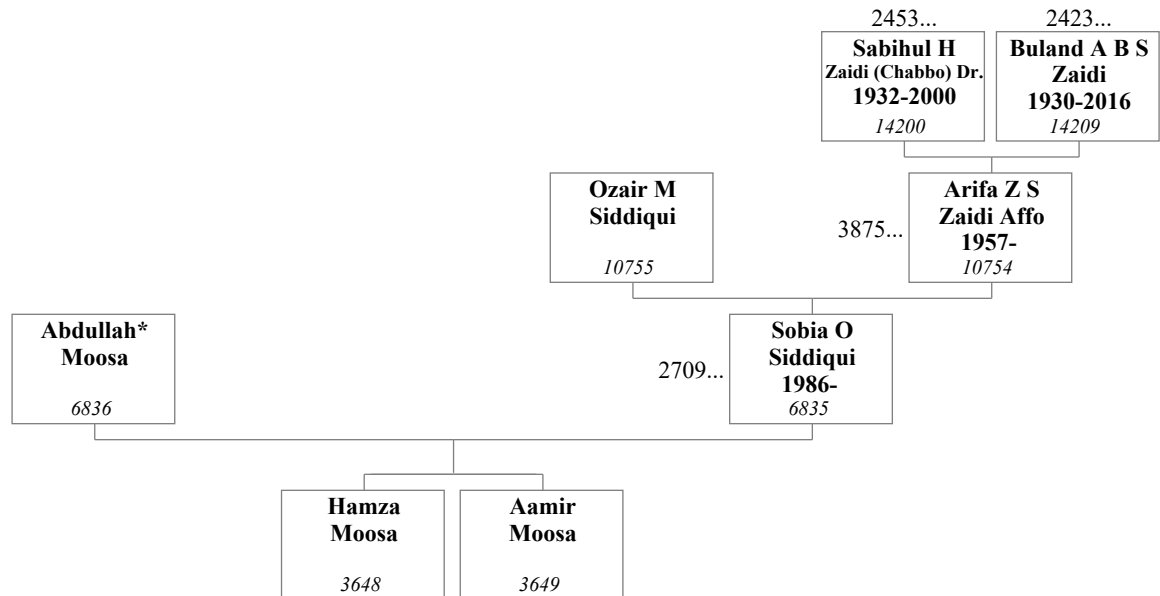 2453...
2423...
Sabihul H
Zaidi (Chabbo) Dr.
1932-2000
14200
Buland A B S
Zaidi
1930-2016
14209
Ozair M
Siddiqui
10755
3875...
Arifa Z S
Zaidi Affo
1957-
10754
Abdullah*
Moosa
6836
2709...
Sobia O
Siddiqui
1986-
6835
Hamza
Moosa
3648
Aamir
Moosa
3649